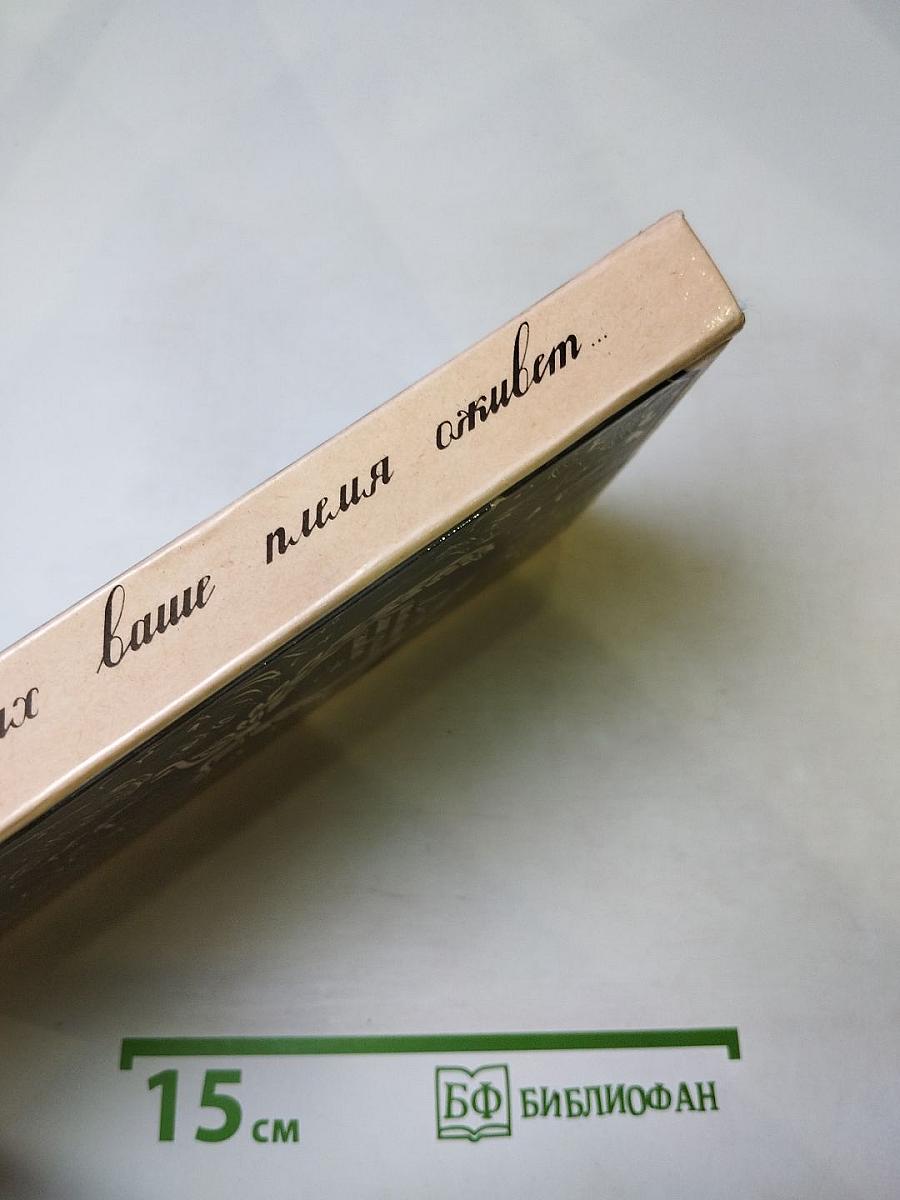 ваше племя оживет...
15 см
БФ БИБЛИОФАН